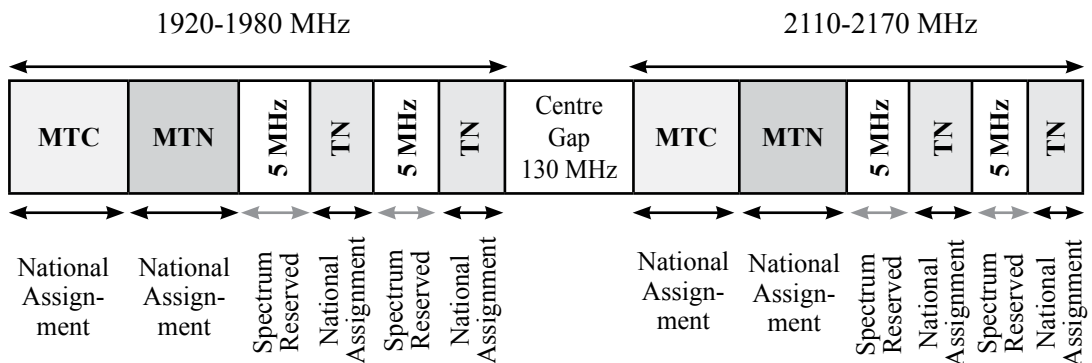 1920-1980 MHz
2110-2170 MHz
MTC
MTN
5 MHz
TN
5 MHz
TN
Centre
Gap
130 MHz
MTC
MTN
5 MHz
TN
5 MHz
TN
National
Assign-
ment
National
Assign-
ment
Spectrum
Reserved
National
Assignment
Spectrum
Reserved
National
Assignment
National
Assign-
ment
National
Assign-
ment
Spectrum
Reserved
National
Assignment
Spectrum
Reserved
National
Assignment